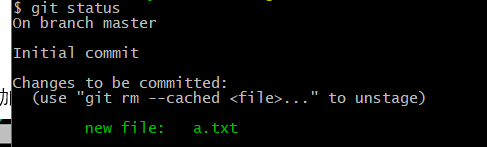 $ git status
On branch master
Initial commit
Changes to be committed:
(use "git rm --cached <file>..." to unstage)
new file: a.txt